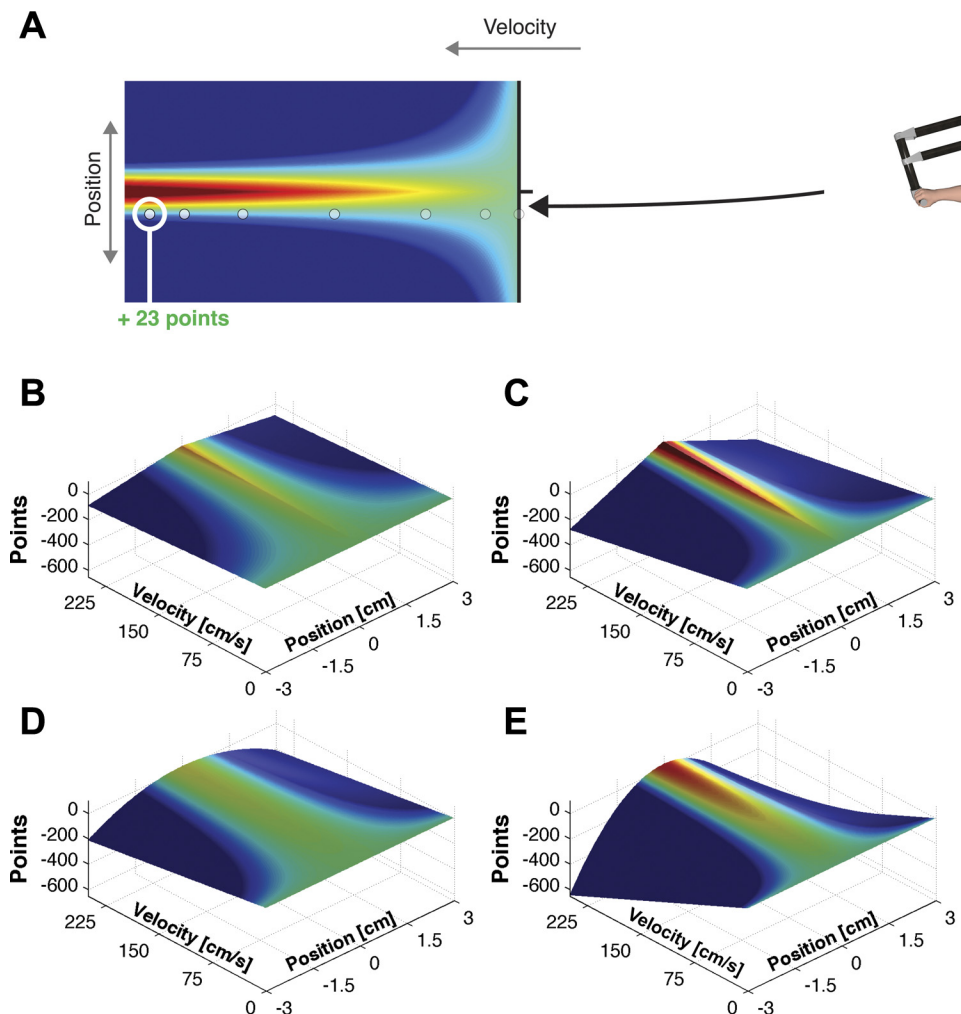 A
Velocity
Position
+ 23 points
B
Points
0
-200
-400
-600
225
150
75
0
Velocity [cm/s]
-3
-1.5
0
1.5
3
Position [cm]
C
Points
0
-200
-400
-600
225
150
75
0
Velocity [cm/s]
-3
-1.5
0
1.5
3
Position [cm]
D
Points
0
-200
-400
-600
225
150
75
0
Velocity [cm/s]
-3
-1.5
0
1.5
3
Position [cm]
E
Points
0
-200
-400
-600
225
150
75
0
Velocity [cm/s]
-3
-1.5
0
1.5
3
Position [cm]